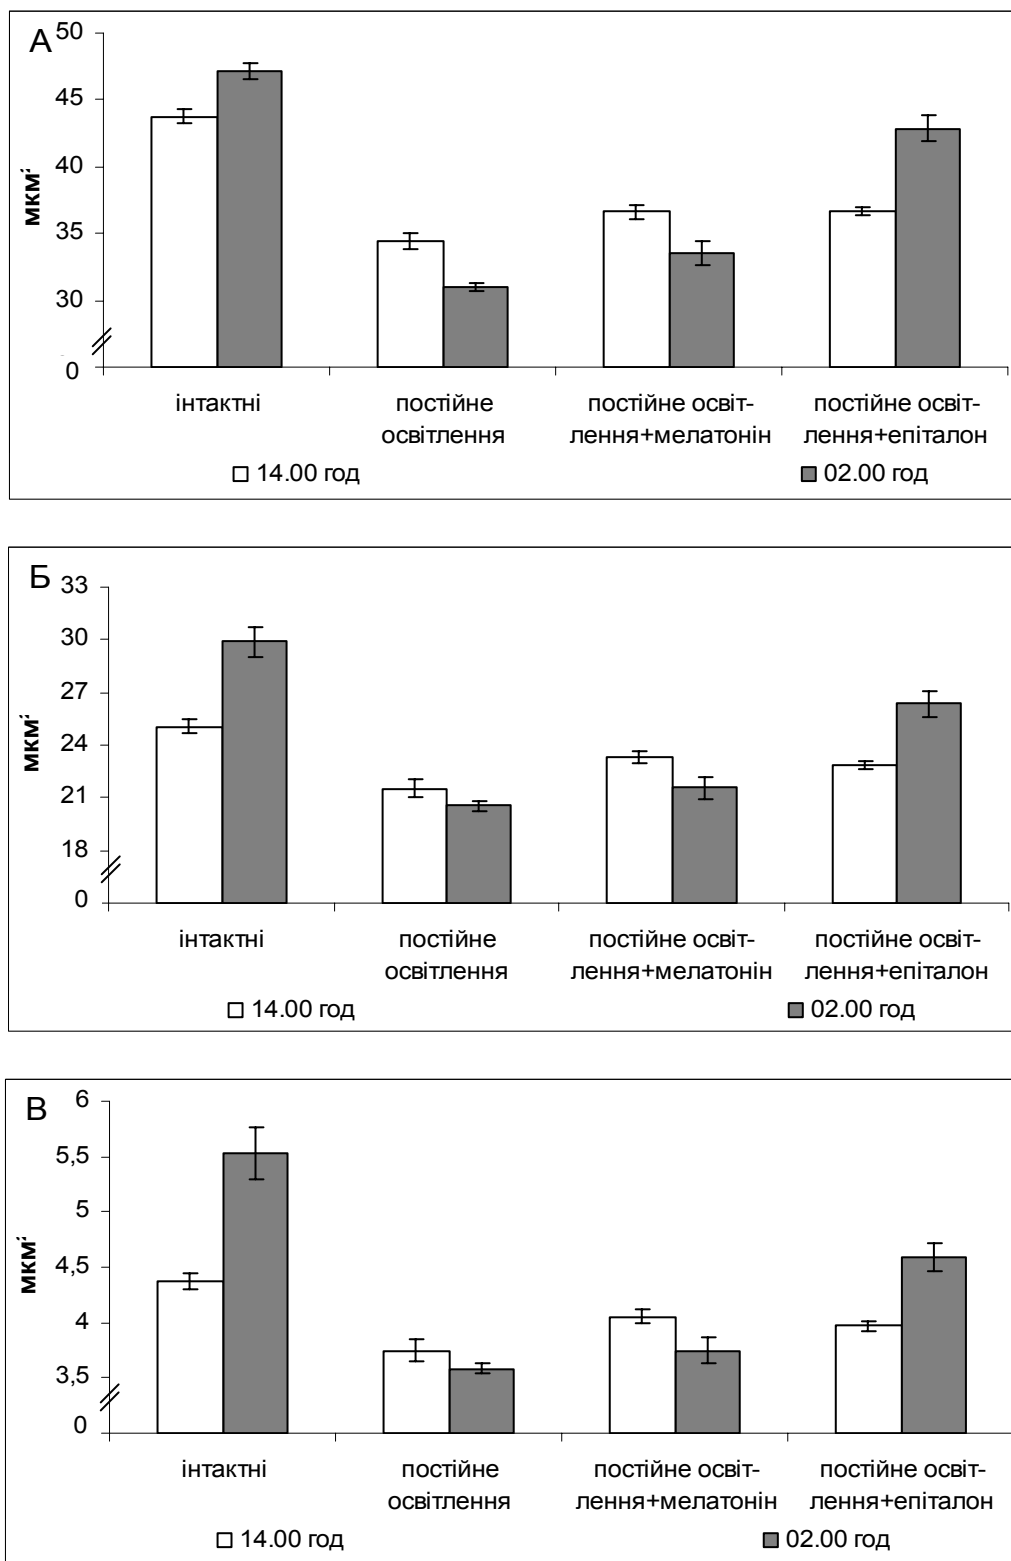 А
50
45
40
35
30
0
мкм²
інтактні
постійне
освітлення
постійне освіт-
лення+мелатонін
постійне освіт-
лення+епіталон
14.00 год
02.00 год
Б
33
30
27
24
21
18
0
мкм²
інтактні
постійне
освітлення
постійне освіт-
лення+мелатонін
постійне освіт-
лення+епіталон
14.00 год
02.00 год
В
6
5,5
5
4,5
4
3,5
0
мкм²
інтактні
постійне
освітлення
постійне освіт-
лення+мелатонін
постійне освіт-
лення+епіталон
14.00 год
02.00 год